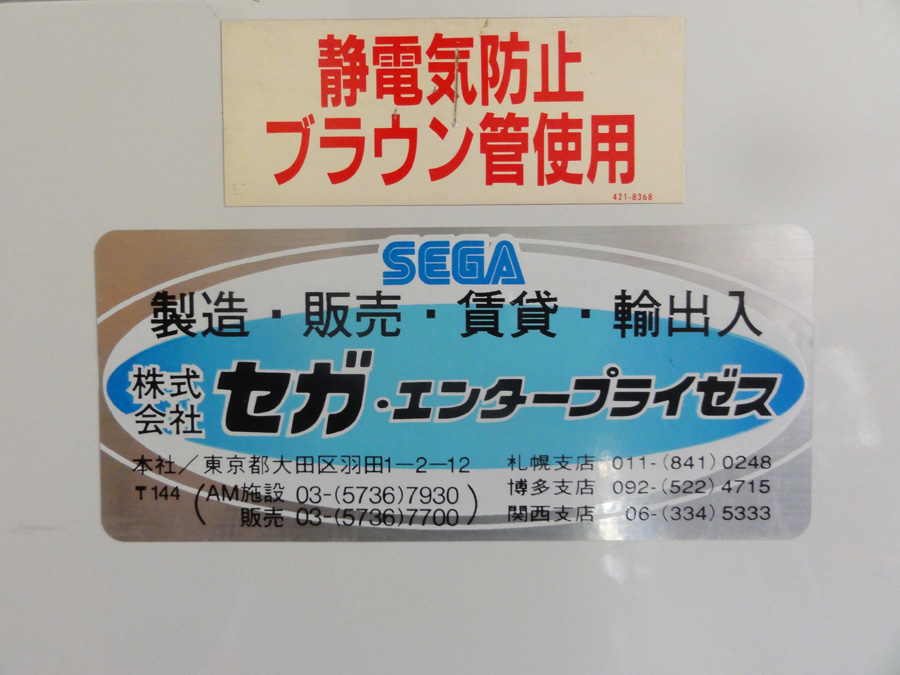 静電気防止
ブラウン管使用
421-8368
SEGA
製造・販売・賃貸・輸出入
株式会社 セガ・エンタープライゼス
本社／東京都大田区羽田1-2-12
〒144 (AM施設 03-(5736)7930
販売 03-(5736)7700)
札幌支店 011-(841)0248
博多支店 092-(522)4715
関西支店 06-(334)5333